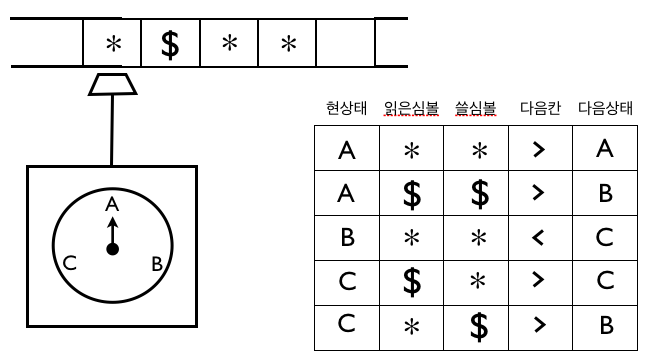 * $ * *
A
C B
현상태 읽은심볼 쓸심볼 다음칸 다음상태
A * * > A
A $ $ > B
B * * < C
C $ * > C
C * $ > B